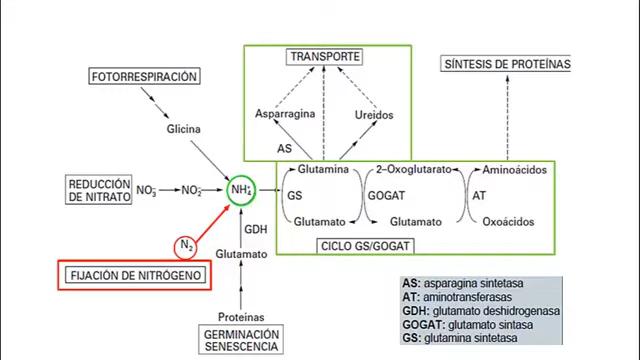 TRANSPORTE
FOTORRESPIRACIÓN
SÍNTESIS DE PROTEÍNAS
Asparragina
Ureidos
Glicina
AS
Glutamina
2–Oxoglutarato
Aminoácidos
REDUCCIÓN
DE NITRATO
NO3-
NO2-
NH4+
GS
GOGAT
AT
Glutamato
Glutamato
Oxoácidos
GDH
N2
Glutamato
CICLO GS/GOGAT
FIJACIÓN DE NITRÓGENO
Proteínas
GERMINACIÓN
SENESCENCIA
AS: asparagina sintetasa
AT: aminotransferasas
GDH: glutamato deshidrogenasa
GOGAT: glutamato sintasa
GS: glutamina sintetasa